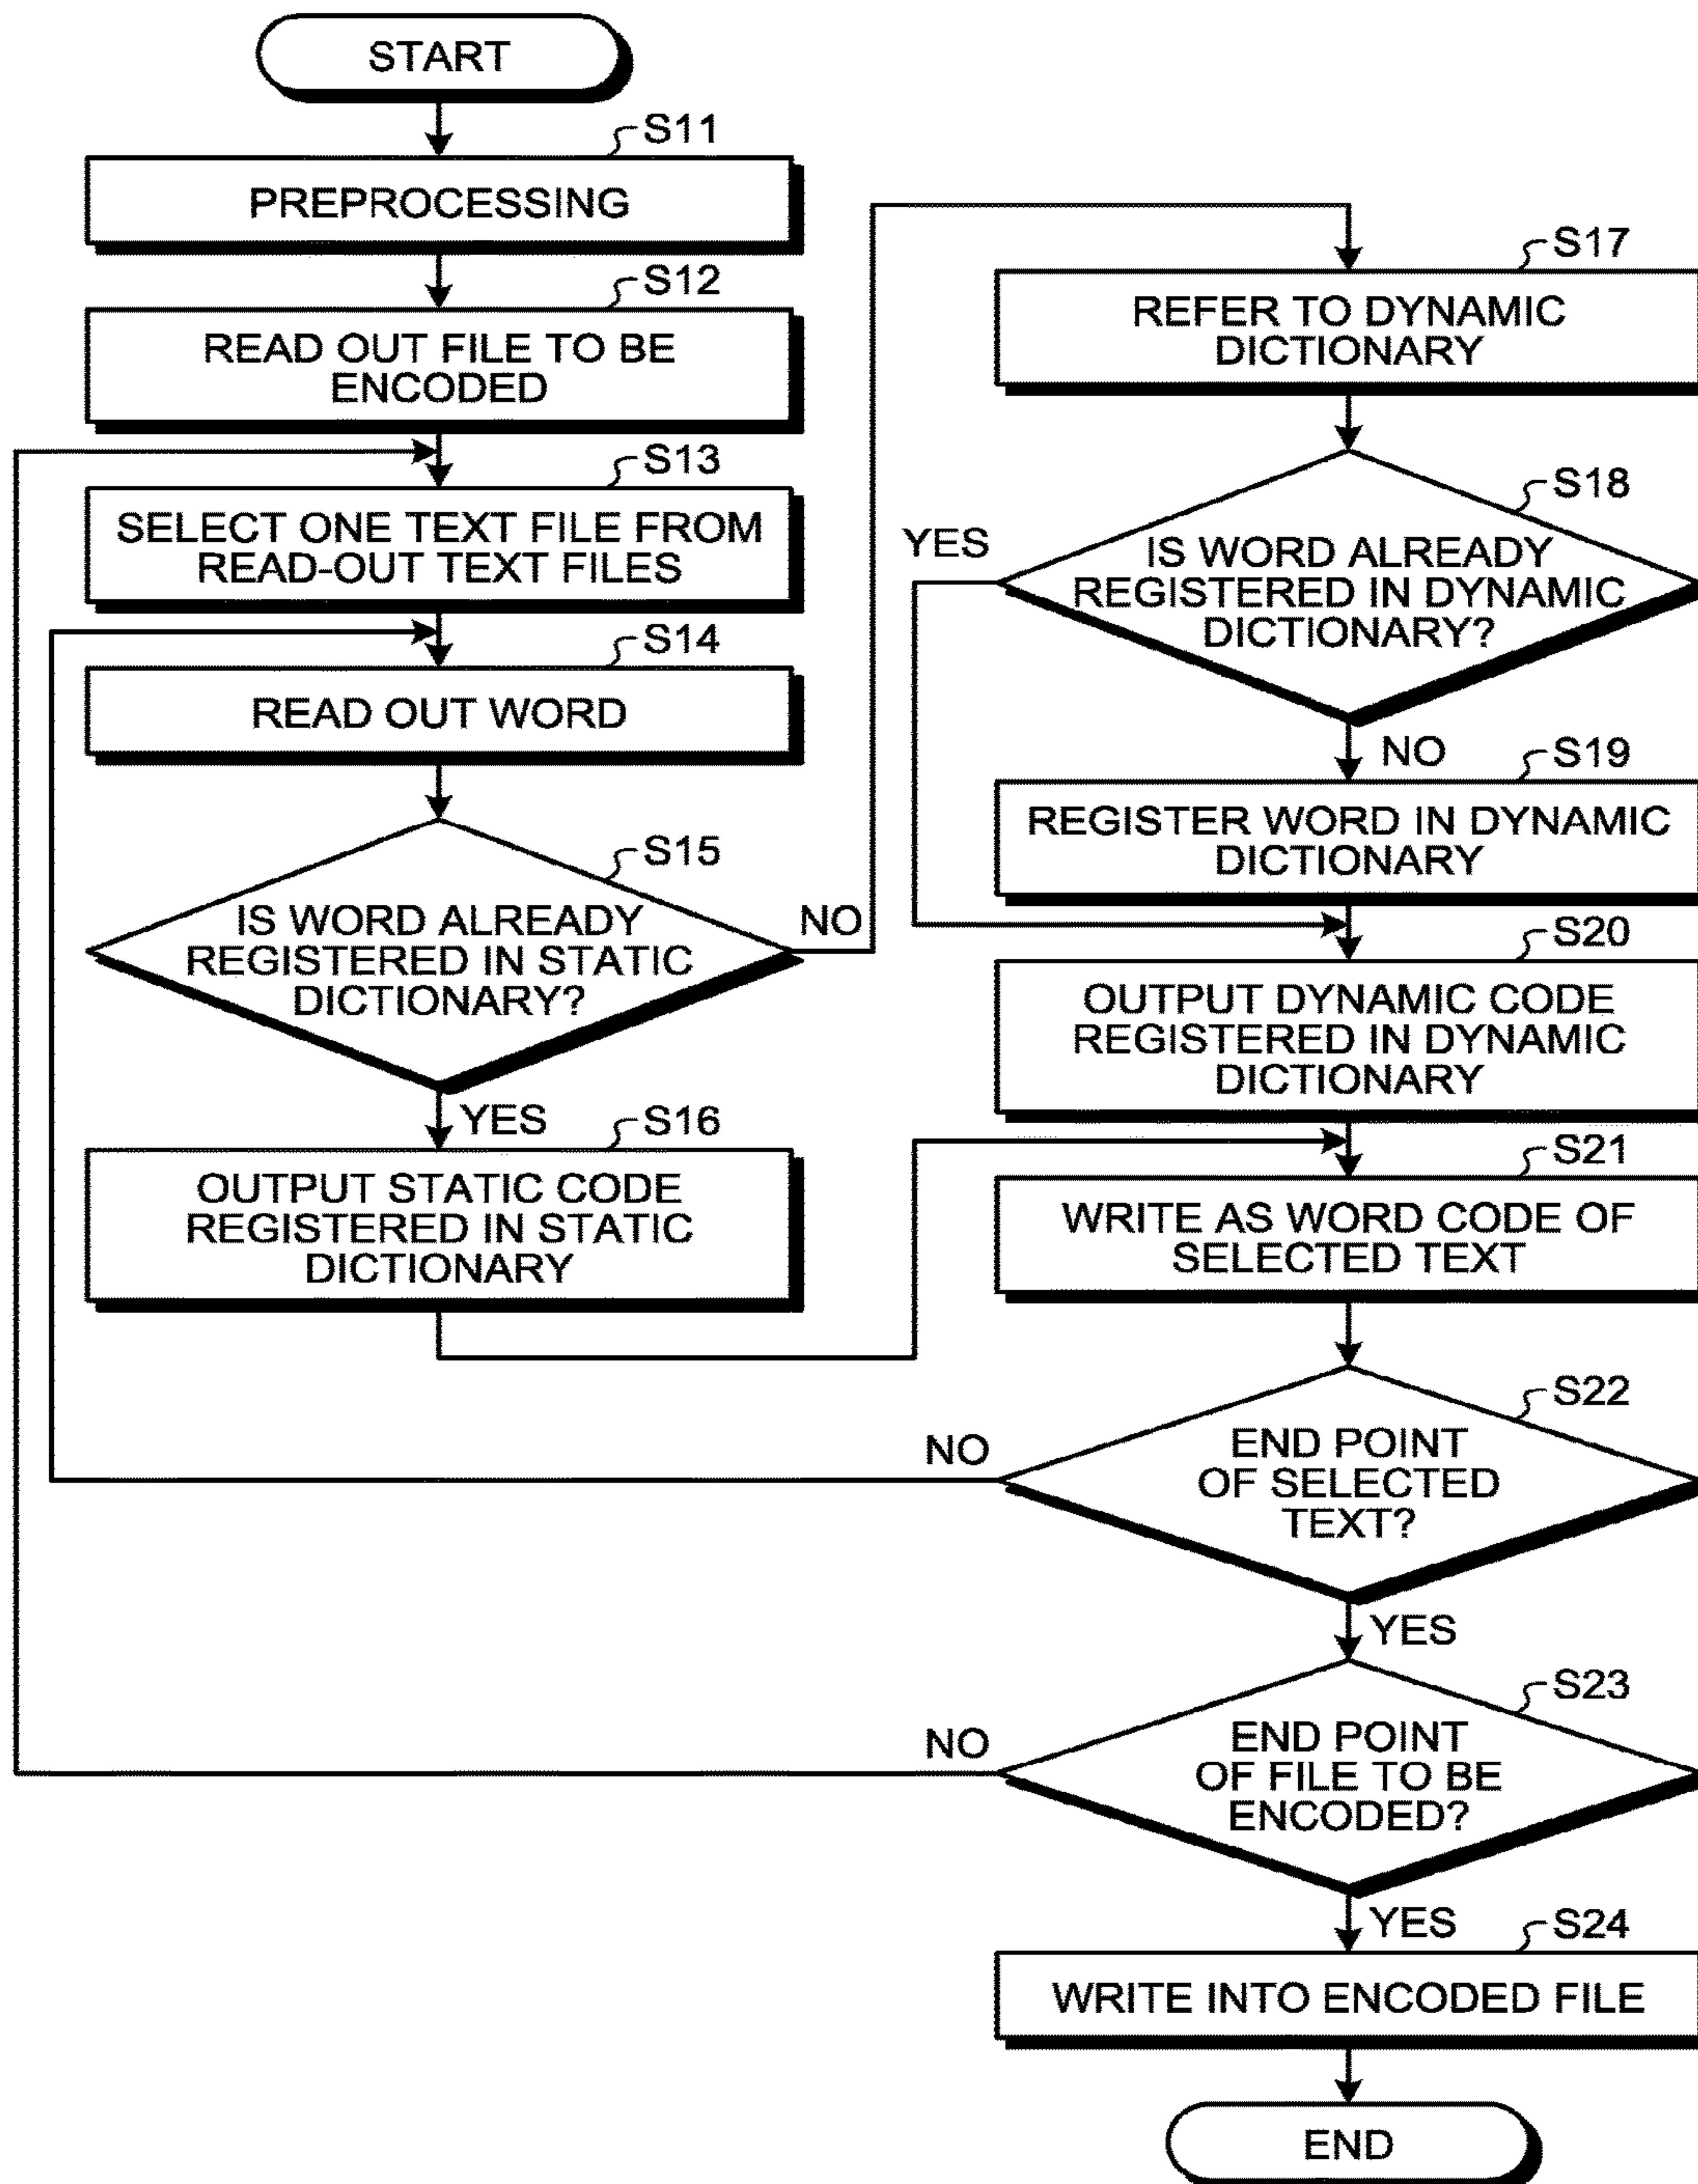 START
S11
PREPROCESSING
S12
READ OUT FILE TO BE
ENCODED
S13
SELECT ONE TEXT FILE FROM
READ-OUT TEXT FILES
S14
READ OUT WORD
S15
IS WORD ALREADY
REGISTERED IN STATIC
DICTIONARY?
NO
YES
S16
OUTPUT STATIC CODE
REGISTERED IN STATIC
DICTIONARY
S17
REFER TO DYNAMIC
DICTIONARY
S18
YES
IS WORD ALREADY
REGISTERED IN DYNAMIC
DICTIONARY?
NO
S19
REGISTER WORD IN DYNAMIC
DICTIONARY
S20
OUTPUT DYNAMIC CODE
REGISTERED IN DYNAMIC
DICTIONARY
S21
WRITE AS WORD CODE OF
SELECTED TEXT
S22
NO
END POINT
OF SELECTED
TEXT?
YES
S23
NO
END POINT
OF FILE TO BE
ENCODED?
YES
S24
WRITE INTO ENCODED FILE
END